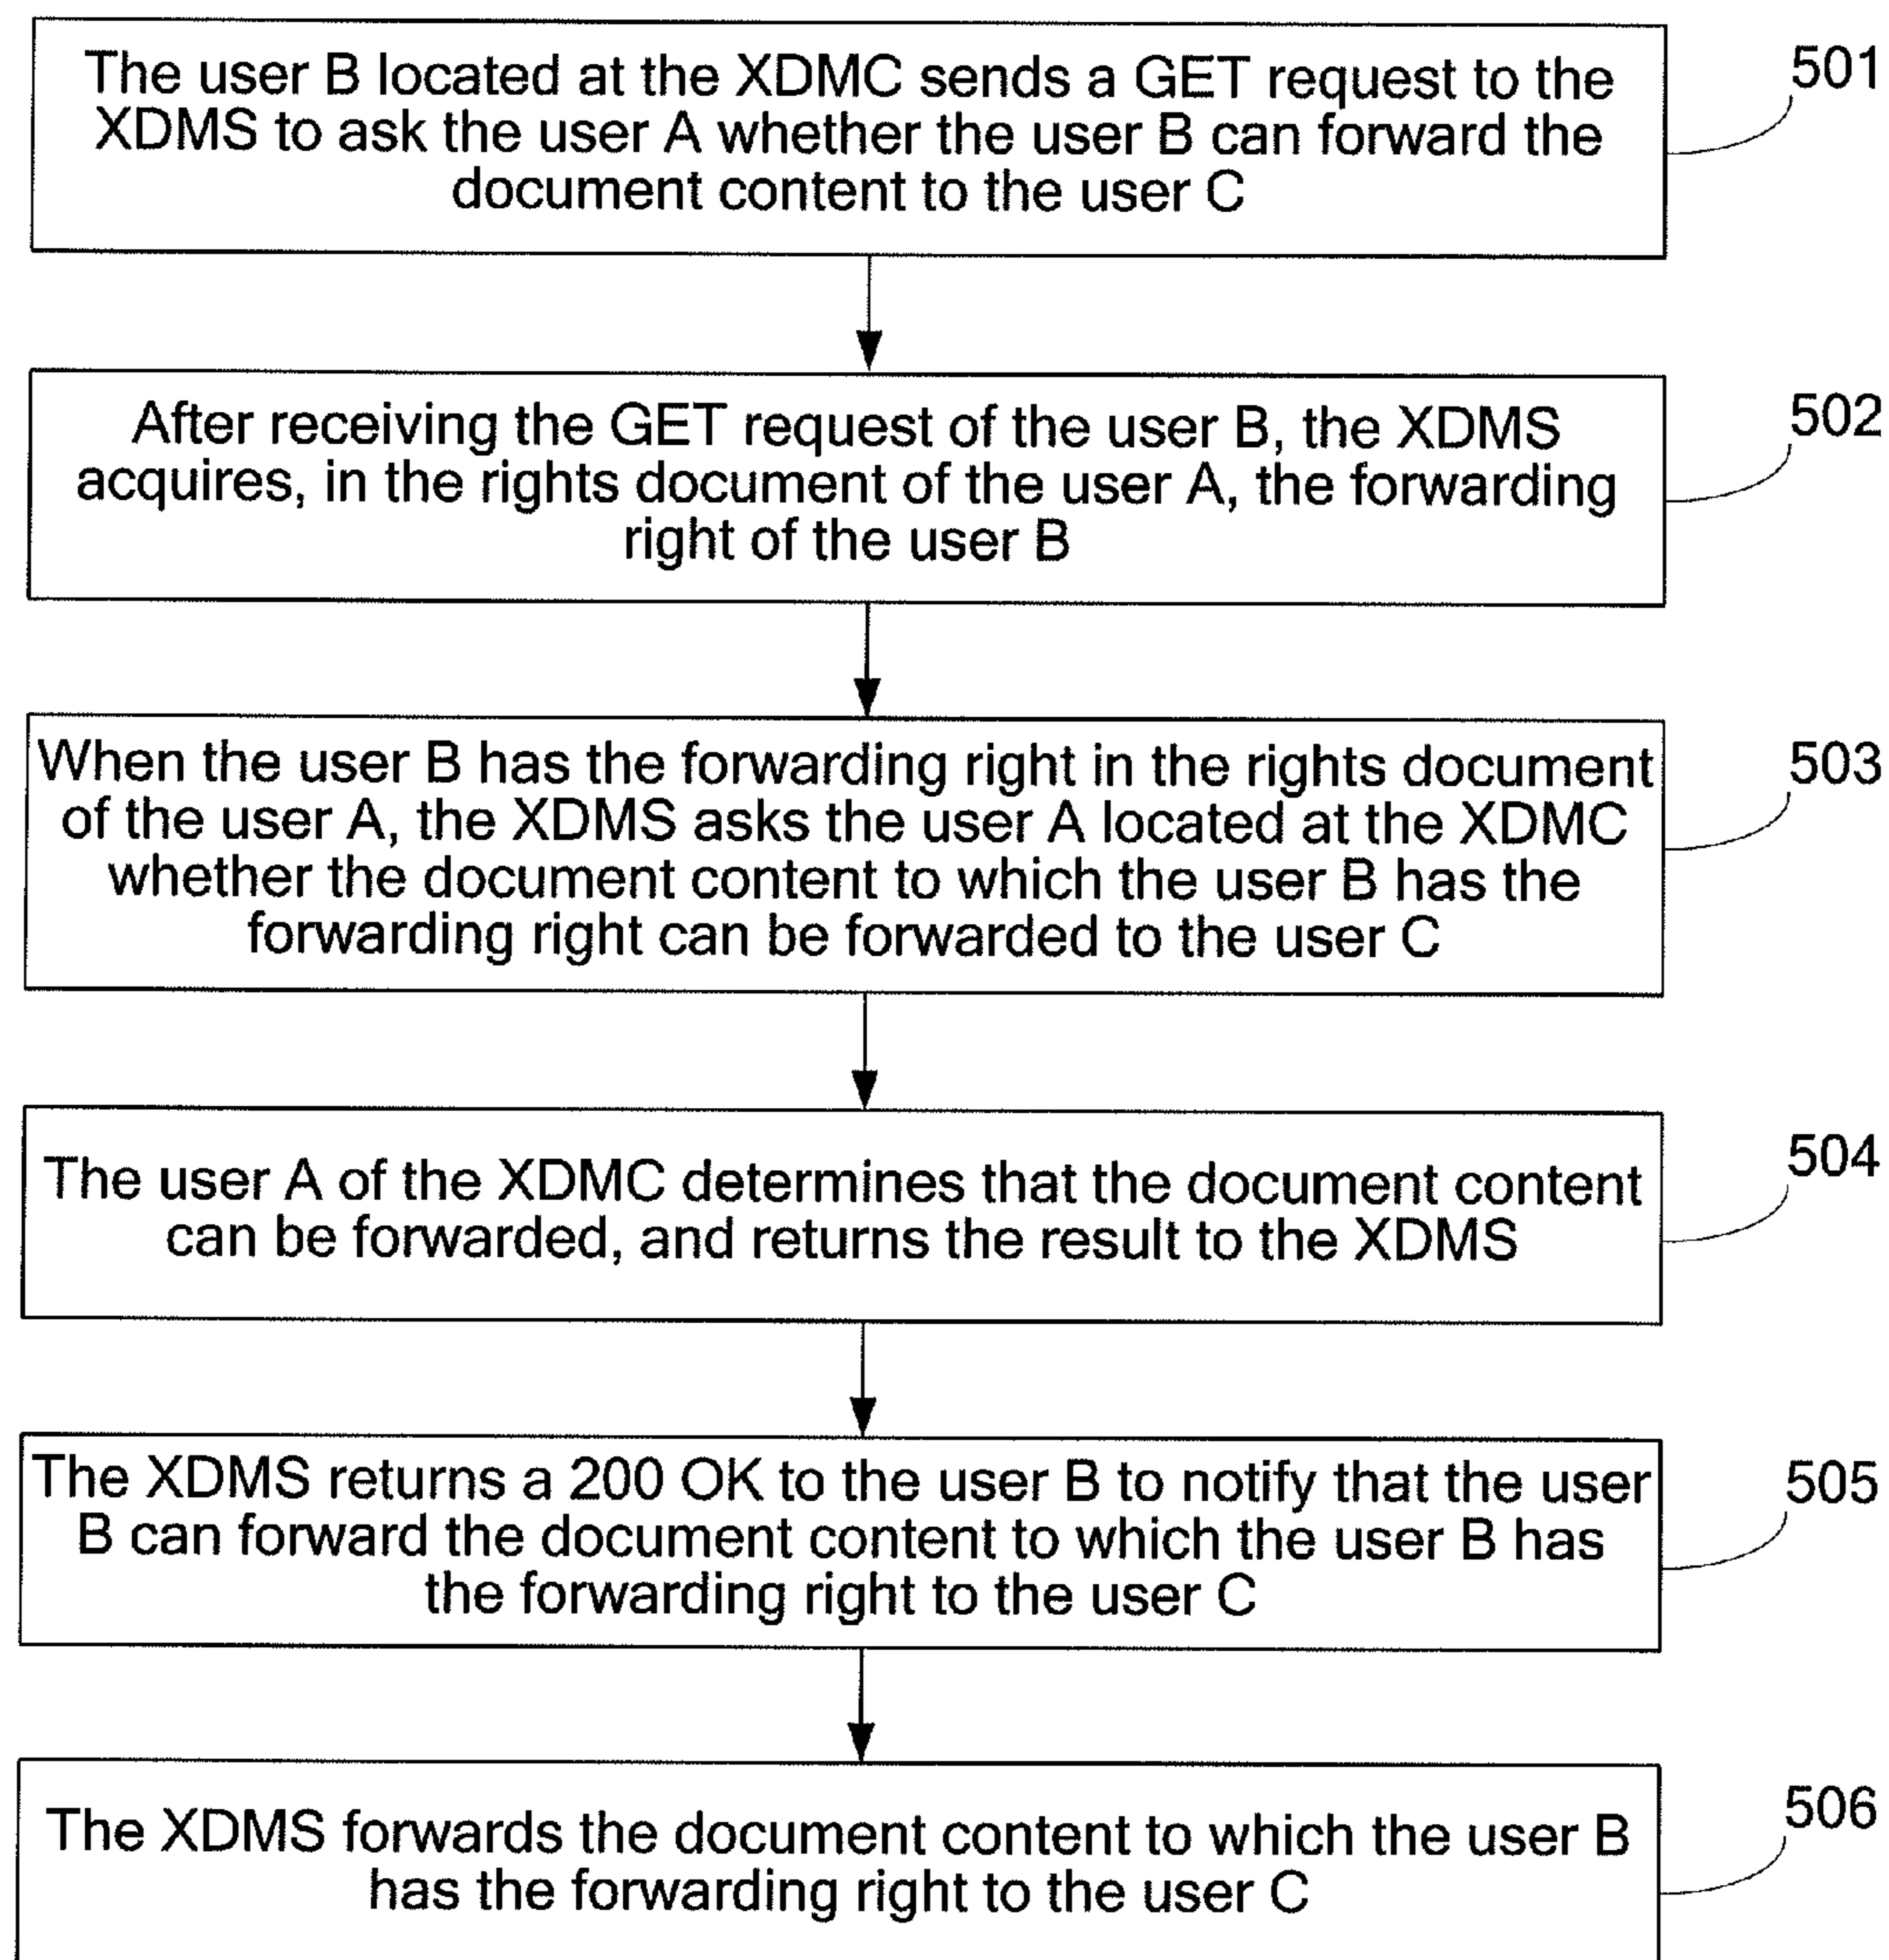 The user B located at the XDMC sends a GET request to the
XDMS to ask the user A whether the user B can forward the
document content to the user C
501
After receiving the GET request of the user B, the XDMS
acquires, in the rights document of the user A, the forwarding
right of the user B
502
When the user B has the forwarding right in the rights document
of the user A, the XDMS asks the user A located at the XDMC
whether the document content to which the user B has the
forwarding right can be forwarded to the user C
503
The user A of the XDMC determines that the document content
can be forwarded, and returns the result to the XDMS
504
The XDMS returns a 200 OK to the user B to notify that the user
B can forward the document content to which the user B has
the forwarding right to the user C
505
The XDMS forwards the document content to which the user B
has the forwarding right to the user C
506